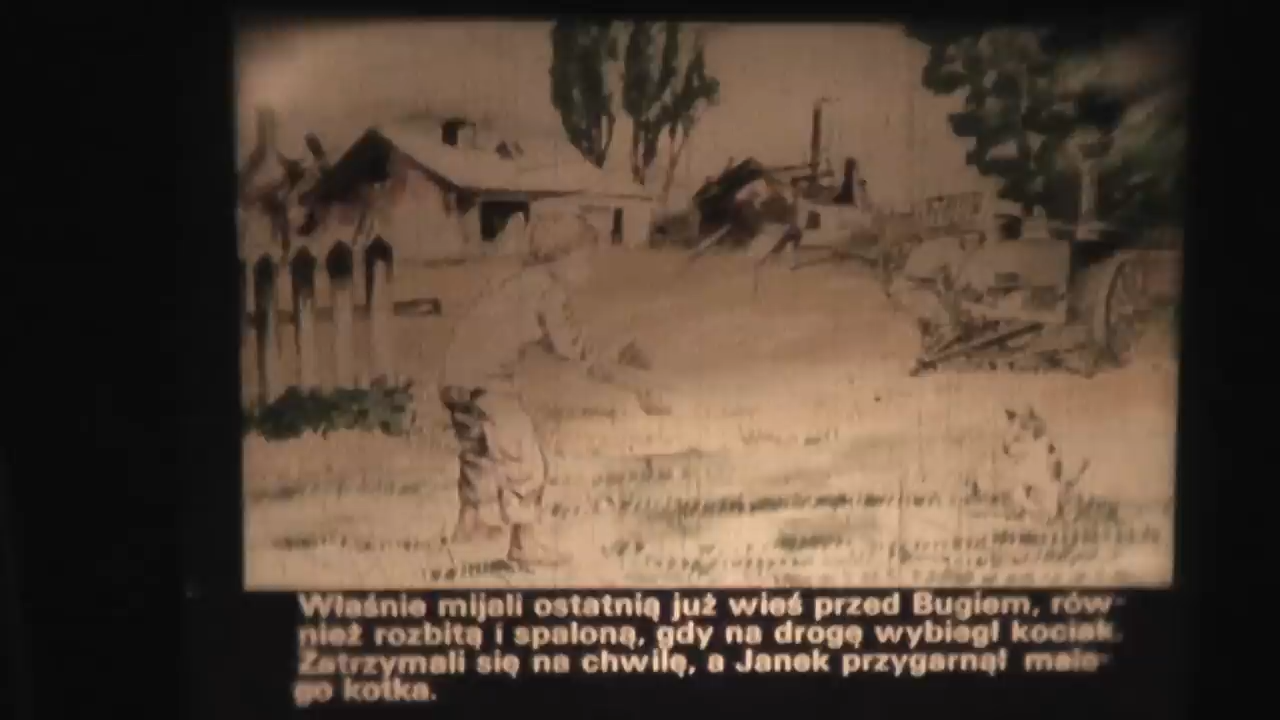 Właśnie mijali ostatnią już wieś przed Bugiem, rów-
nież rozbitą i spaloną, gdy na drogę wybiegł kociak.
Zatrzymali się na chwilę, a Janek przygarnął małe-
go kotka.